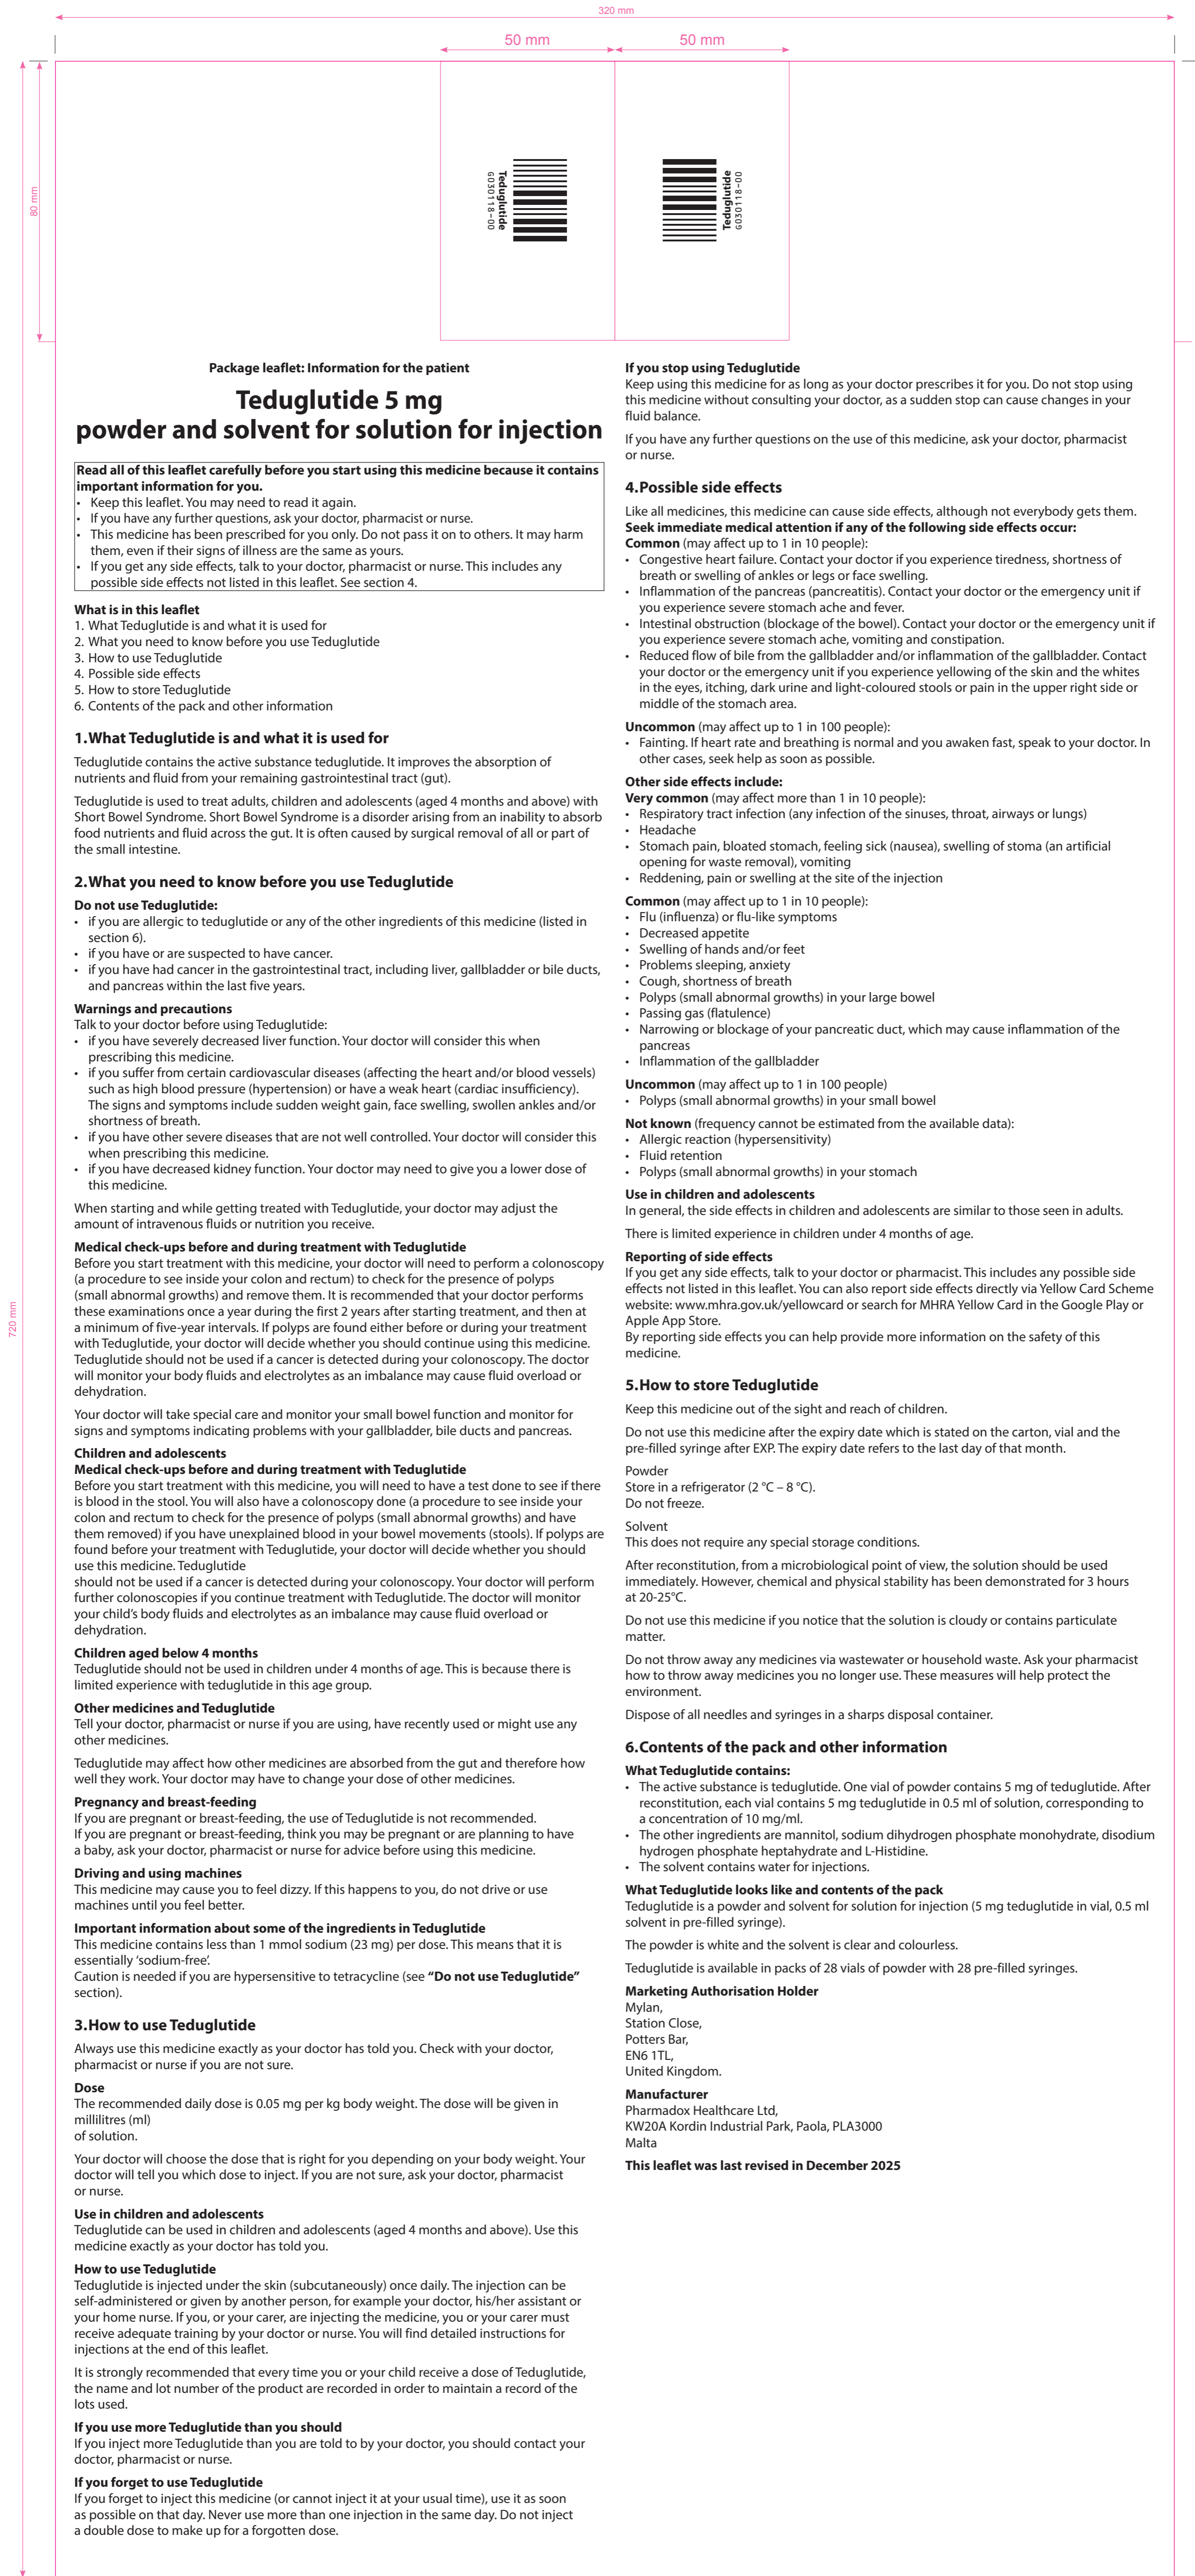 320 mm
50 mm
50 mm
80 mm
720 mm
Teduglutide
G030118-00
Teduglutide
G030118-00
Package leaflet: Information for the patient
Teduglutide 5 mg
powder and solvent for solution for injection
Read all of this leaflet carefully before you start using this medicine because it contains
important information for you.
• Keep this leaflet. You may need to read it again.
• If you have any further questions, ask your doctor, pharmacist or nurse.
• This medicine has been prescribed for you only. Do not pass it on to others. It may harm
them, even if their signs of illness are the same as yours.
• If you get any side effects, talk to your doctor, pharmacist or nurse. This includes any
possible side effects not listed in this leaflet. See section 4.
What is in this leaflet
1. What Teduglutide is and what it is used for
2. What you need to know before you use Teduglutide
3. How to use Teduglutide
4. Possible side effects
5. How to store Teduglutide
6. Contents of the pack and other information
1. What Teduglutide is and what it is used for
Teduglutide contains the active substance teduglutide. It improves the absorption of
nutrients and fluid from your remaining gastrointestinal tract (gut).
Teduglutide is used to treat adults, children and adolescents (aged 4 months and above) with
Short Bowel Syndrome. Short Bowel Syndrome is a disorder arising from an inability to absorb
food nutrients and fluid across the gut. It is often caused by surgical removal of all or part of
the small intestine.
2. What you need to know before you use Teduglutide
Do not use Teduglutide:
• if you are allergic to teduglutide or any of the other ingredients of this medicine (listed in
section 6).
• if you have or are suspected to have cancer.
• if you have had cancer in the gastrointestinal tract, including liver, gallbladder or bile ducts,
and pancreas within the last five years.
Warnings and precautions
Talk to your doctor before using Teduglutide:
• if you have severely decreased liver function. Your doctor will consider this when
prescribing this medicine.
• if you suffer from certain cardiovascular diseases (affecting the heart and/or blood vessels)
such as high blood pressure (hypertension) or have a weak heart (cardiac insufficiency).
The signs and symptoms include sudden weight gain, face swelling, swollen ankles and/or
shortness of breath.
• if you have other severe diseases that are not well controlled. Your doctor will consider this
when prescribing this medicine.
• if you have decreased kidney function. Your doctor may need to give you a lower dose of
this medicine.
When starting and while getting treated with Teduglutide, your doctor may adjust the
amount of intravenous fluids or nutrition you receive.
Medical check-ups before and during treatment with Teduglutide
Before you start treatment with this medicine, your doctor will need to perform a colonoscopy
(a procedure to see inside your colon and rectum) to check for the presence of polyps
(small abnormal growths) and remove them. It is recommended that your doctor performs
these examinations once a year during the first 2 years after starting treatment, and then at
a minimum of five-year intervals. If polyps are found either before or during your treatment
with Teduglutide, your doctor will decide whether you should continue using this medicine.
Teduglutide should not be used if a cancer is detected during your colonoscopy. The doctor
will monitor your body fluids and electrolytes as an imbalance may cause fluid overload or
dehydration.
Your doctor will take special care and monitor your small bowel function and monitor for
signs and symptoms indicating problems with your gallbladder, bile ducts and pancreas.
Children and adolescents
Medical check-ups before and during treatment with Teduglutide
Before you start treatment with this medicine, you will need to have a test done to see if there
is blood in the stool. You will also have a colonoscopy done (a procedure to see inside your
colon and rectum to check for the presence of polyps (small abnormal growths) and have
them removed) if you have unexplained blood in your bowel movements (stools). If polyps are
found before your treatment with Teduglutide, your doctor will decide whether you should
use this medicine. Teduglutide
should not be used if a cancer is detected during your colonoscopy. Your doctor will perform
further colonoscopies if you continue treatment with Teduglutide. The doctor will monitor
your child's body fluids and electrolytes as an imbalance may cause fluid overload or
dehydration.
Children aged below 4 months
Teduglutide should not be used in children under 4 months of age. This is because there is
limited experience with teduglutide in this age group.
Other medicines and Teduglutide
Tell your doctor, pharmacist or nurse if you are using, have recently used or might use any
other medicines.
Teduglutide may affect how other medicines are absorbed from the gut and therefore how
well they work. Your doctor may have to change your dose of other medicines.
Pregnancy and breast-feeding
If you are pregnant or breast-feeding, the use of Teduglutide is not recommended.
If you are pregnant or breast-feeding, think you may be pregnant or are planning to have
a baby, ask your doctor, pharmacist or nurse for advice before using this medicine.
Driving and using machines
This medicine may cause you to feel dizzy. If this happens to you, do not drive or use
machines until you feel better.
Important information about some of the ingredients in Teduglutide
This medicine contains less than 1 mmol sodium (23 mg) per dose. This means that it is
essentially 'sodium-free'.
Caution is needed if you are hypersensitive to tetracycline (see "Do not use Teduglutide"
section).
3. How to use Teduglutide
Always use this medicine exactly as your doctor has told you. Check with your doctor,
pharmacist or nurse if you are not sure.
Dose
The recommended daily dose is 0.05 mg per kg body weight. The dose will be given in
millilitres (ml)
of solution.
Your doctor will choose the dose that is right for you depending on your body weight. Your
doctor will tell you which dose to inject. If you are not sure, ask your doctor, pharmacist
or nurse.
Use in children and adolescents
Teduglutide can be used in children and adolescents (aged 4 months and above). Use this
medicine exactly as your doctor has told you.
How to use Teduglutide
Teduglutide is injected under the skin (subcutaneously) once daily. The injection can be
self-administered or given by another person, for example your doctor, his/her assistant or
your home nurse. If you, or your carer, are injecting the medicine, you or your carer must
receive adequate training by your doctor or nurse. You will find detailed instructions for
injections at the end of this leaflet.
It is strongly recommended that every time you or your child receive a dose of Teduglutide,
the name and lot number of the product are recorded in order to maintain a record of the
lots used.
If you use more Teduglutide than you should
If you inject more Teduglutide than you are told to by your doctor, you should contact your
doctor, pharmacist or nurse.
If you forget to use Teduglutide
If you forget to inject this medicine (or cannot inject it at your usual time), use it as soon
as possible on that day. Never use more than one injection in the same day. Do not inject
a double dose to make up for a forgotten dose.
If you stop using Teduglutide
Keep using this medicine for as long as your doctor prescribes it for you. Do not stop using
this medicine without consulting your doctor, as a sudden stop can cause changes in your
fluid balance.
If you have any further questions on the use of this medicine, ask your doctor, pharmacist
or nurse.
4. Possible side effects
Like all medicines, this medicine can cause side effects, although not everybody gets them.
Seek immediate medical attention if any of the following side effects occur:
Common (may affect up to 1 in 10 people):
• Congestive heart failure. Contact your doctor if you experience tiredness, shortness of
breath or swelling of ankles or legs or face swelling.
• Inflammation of the pancreas (pancreatitis). Contact your doctor or the emergency unit if
you experience severe stomach ache and fever.
• Intestinal obstruction (blockage of the bowel). Contact your doctor or the emergency unit if
you experience severe stomach ache, vomiting and constipation.
• Reduced flow of bile from the gallbladder and/or inflammation of the gallbladder. Contact
your doctor or the emergency unit if you experience yellowing of the skin and the whites
in the eyes, itching, dark urine and light-coloured stools or pain in the upper right side or
middle of the stomach area.
Uncommon (may affect up to 1 in 100 people):
• Fainting. If heart rate and breathing is normal and you awaken fast, speak to your doctor. In
other cases, seek help as soon as possible.
Other side effects include:
Very common (may affect more than 1 in 10 people):
• Respiratory tract infection (any infection of the sinuses, throat, airways or lungs)
• Headache
• Stomach pain, bloated stomach, feeling sick (nausea), swelling of stoma (an artificial
opening for waste removal), vomiting
• Reddening, pain or swelling at the site of the injection
Common (may affect up to 1 in 10 people):
• Flu (influenza) or flu-like symptoms
• Decreased appetite
• Swelling of hands and/or feet
• Problems sleeping, anxiety
• Cough, shortness of breath
• Polyps (small abnormal growths) in your large bowel
• Passing gas (flatulence)
• Narrowing or blockage of your pancreatic duct, which may cause inflammation of the
pancreas
• Inflammation of the gallbladder
Uncommon (may affect up to 1 in 100 people)
• Polyps (small abnormal growths) in your small bowel
Not known (frequency cannot be estimated from the available data):
• Allergic reaction (hypersensitivity)
• Fluid retention
• Polyps (small abnormal growths) in your stomach
Use in children and adolescents
In general, the side effects in children and adolescents are similar to those seen in adults.
There is limited experience in children under 4 months of age.
Reporting of side effects
If you get any side effects, talk to your doctor or pharmacist. This includes any possible side
effects not listed in this leaflet. You can also report side effects directly via Yellow Card Scheme
website: www.mhra.gov.uk/yellowcard or search for MHRA Yellow Card in the Google Play or
Apple App Store.
By reporting side effects you can help provide more information on the safety of this
medicine.
5. How to store Teduglutide
Keep this medicine out of the sight and reach of children.
Do not use this medicine after the expiry date which is stated on the carton, vial and the
pre-filled syringe after EXP. The expiry date refers to the last day of that month.
Powder
Store in a refrigerator (2 °C – 8 °C).
Do not freeze.
Solvent
This does not require any special storage conditions.
After reconstitution, from a microbiological point of view, the solution should be used
immediately. However, chemical and physical stability has been demonstrated for 3 hours
at 20-25°C.
Do not use this medicine if you notice that the solution is cloudy or contains particulate
matter.
Do not throw away any medicines via wastewater or household waste. Ask your pharmacist
how to throw away medicines you no longer use. These measures will help protect the
environment.
Dispose of all needles and syringes in a sharps disposal container.
6. Contents of the pack and other information
What Teduglutide contains:
• The active substance is teduglutide. One vial of powder contains 5 mg of teduglutide. After
reconstitution, each vial contains 5 mg teduglutide in 0.5 ml of solution, corresponding to
a concentration of 10 mg/ml.
• The other ingredients are mannitol, sodium dihydrogen phosphate monohydrate, disodium
hydrogen phosphate heptahydrate and L-Histidine.
• The solvent contains water for injections.
What Teduglutide looks like and contents of the pack
Teduglutide is a powder and solvent for solution for injection (5 mg teduglutide in vial, 0.5 ml
solvent in pre-filled syringe).
The powder is white and the solvent is clear and colourless.
Teduglutide is available in packs of 28 vials of powder with 28 pre-filled syringes.
Marketing Authorisation Holder
Mylan,
Station Close,
Potters Bar,
EN6 1TL,
United Kingdom.
Manufacturer
Pharmadox Healthcare Ltd,
KW20A Kordin Industrial Park, Paola, PLA3000
Malta
This leaflet was last revised in December 2025